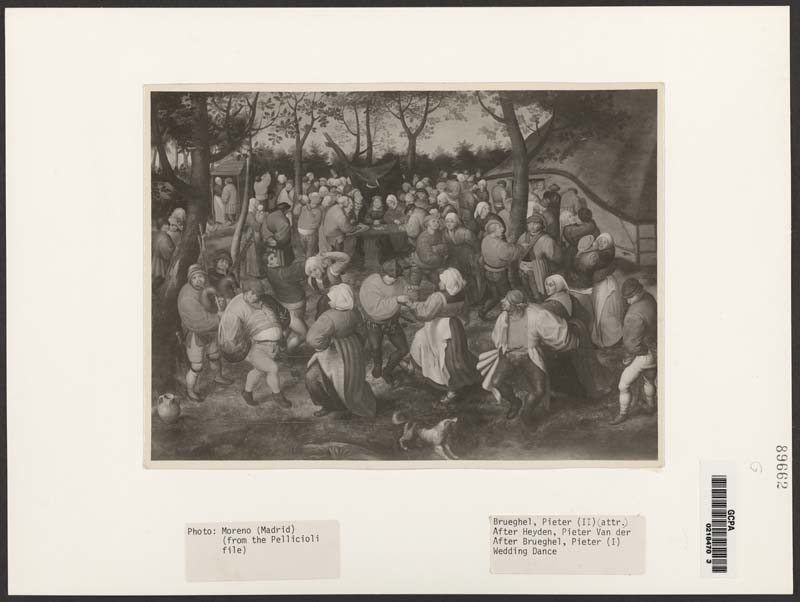 Photo: Moreno (Madrid)
(from the Pellicioli
file)
Brueghel, Pieter (II)(attr.)
After Heyden, Pieter Van der
After Brueghel, Pieter (I)
Wedding Dance
89662
G
GCPA
0218470 3